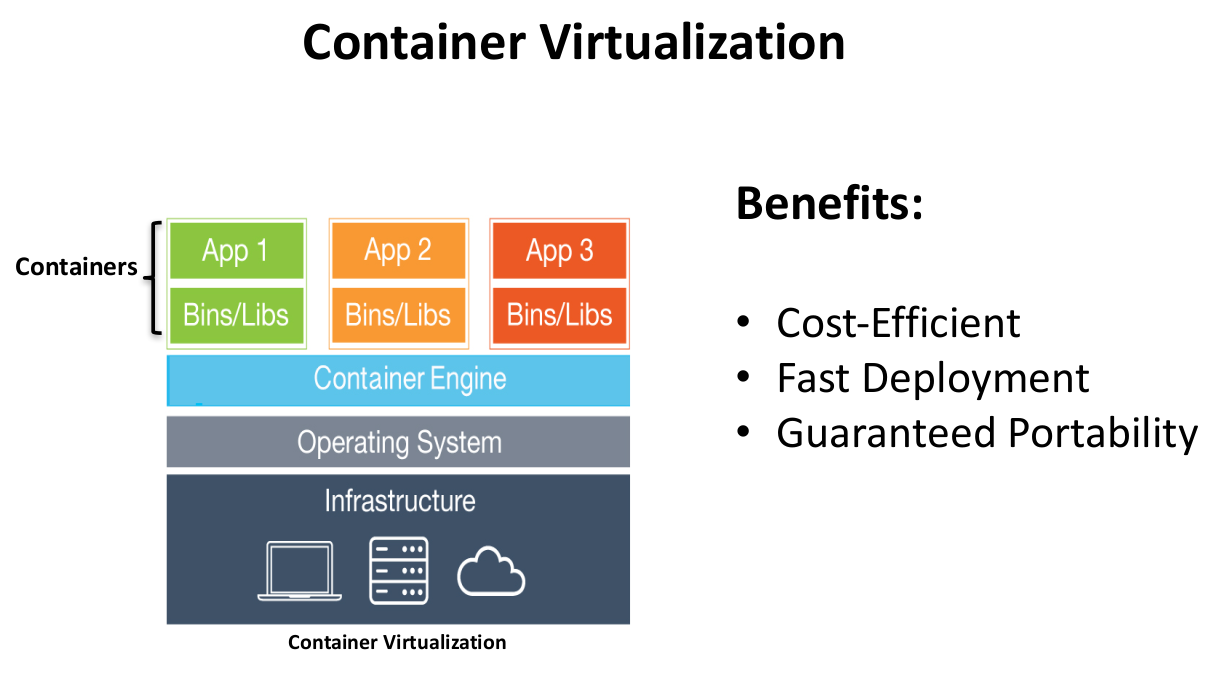 Container Virtualization
Containers
App 1
App 2
App 3
Bins/Libs
Bins/Libs
Bins/Libs
Container Engine
Operating System
Infrastructure
Container Virtualization
Benefits:
• Cost-Efficient
• Fast Deployment
• Guaranteed Portability